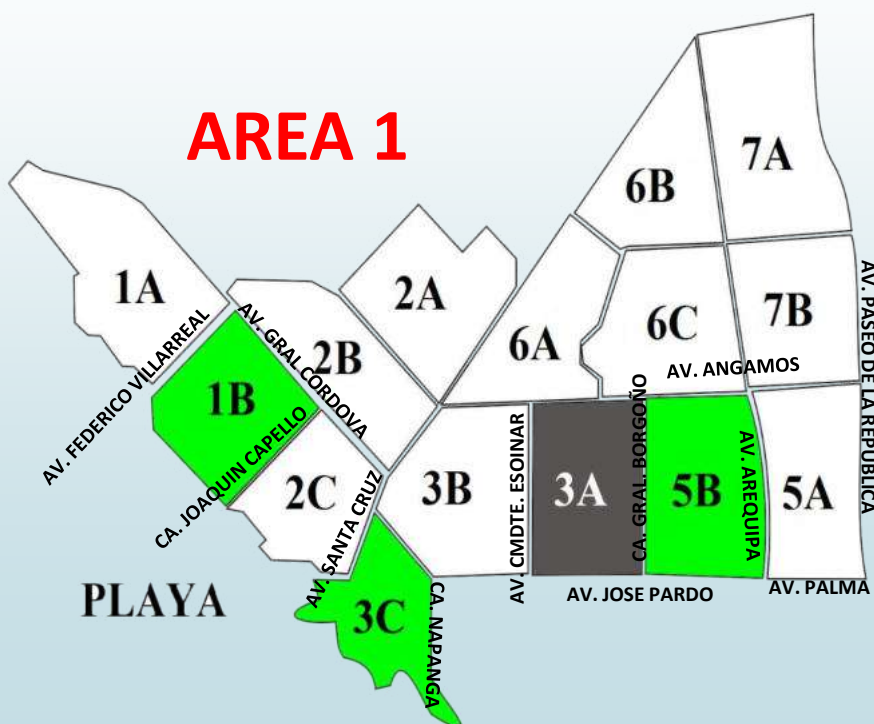 AREA 1
7A
6B
1A
2A
AV. PASEO DE LA REPUBLICA
AV. FEDERICO VILLARREAL
AV. GRAL CORDOVA
2B
6A
6C
7B
AV. ANGAMOS
1B
CA. JOAQUIN CAPELLO
2C
AV. SANTA CRUZ
3B
AV. CMDTE. ESOINAR
3A
CA. GRAL. BORGOÑO
5B
AV. AREQUIPA
5A
PLAYA
3C
CA. NAPANGA
AV. JOSE PARDO
AV. PALMA